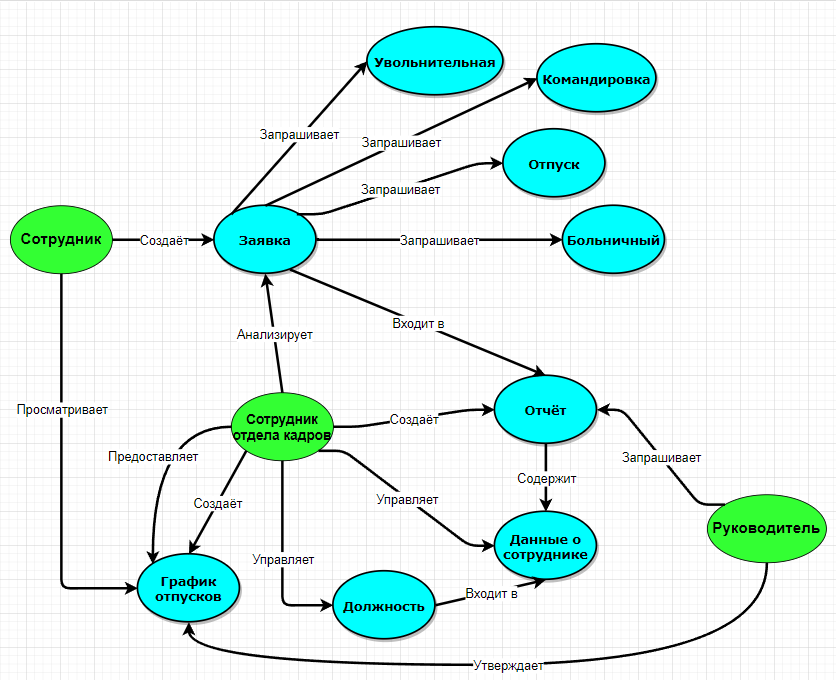 Увольнительная
Командировка
Запрашивает
Запрашивает
Отпуск
Запрашивает
Сотрудник
Создаёт
Заявка
Запрашивает
Больничный
Входит в
Анализирует
Просматривает
Сотрудник
отдела кадров
Создаёт
Отчёт
Предоставляет
Запрашивает
Содержит
Создаёт
Управляет
Руководитель
Данные о
сотруднике
Управляет
График
отпусков
Должность
Входит в
Утверждает